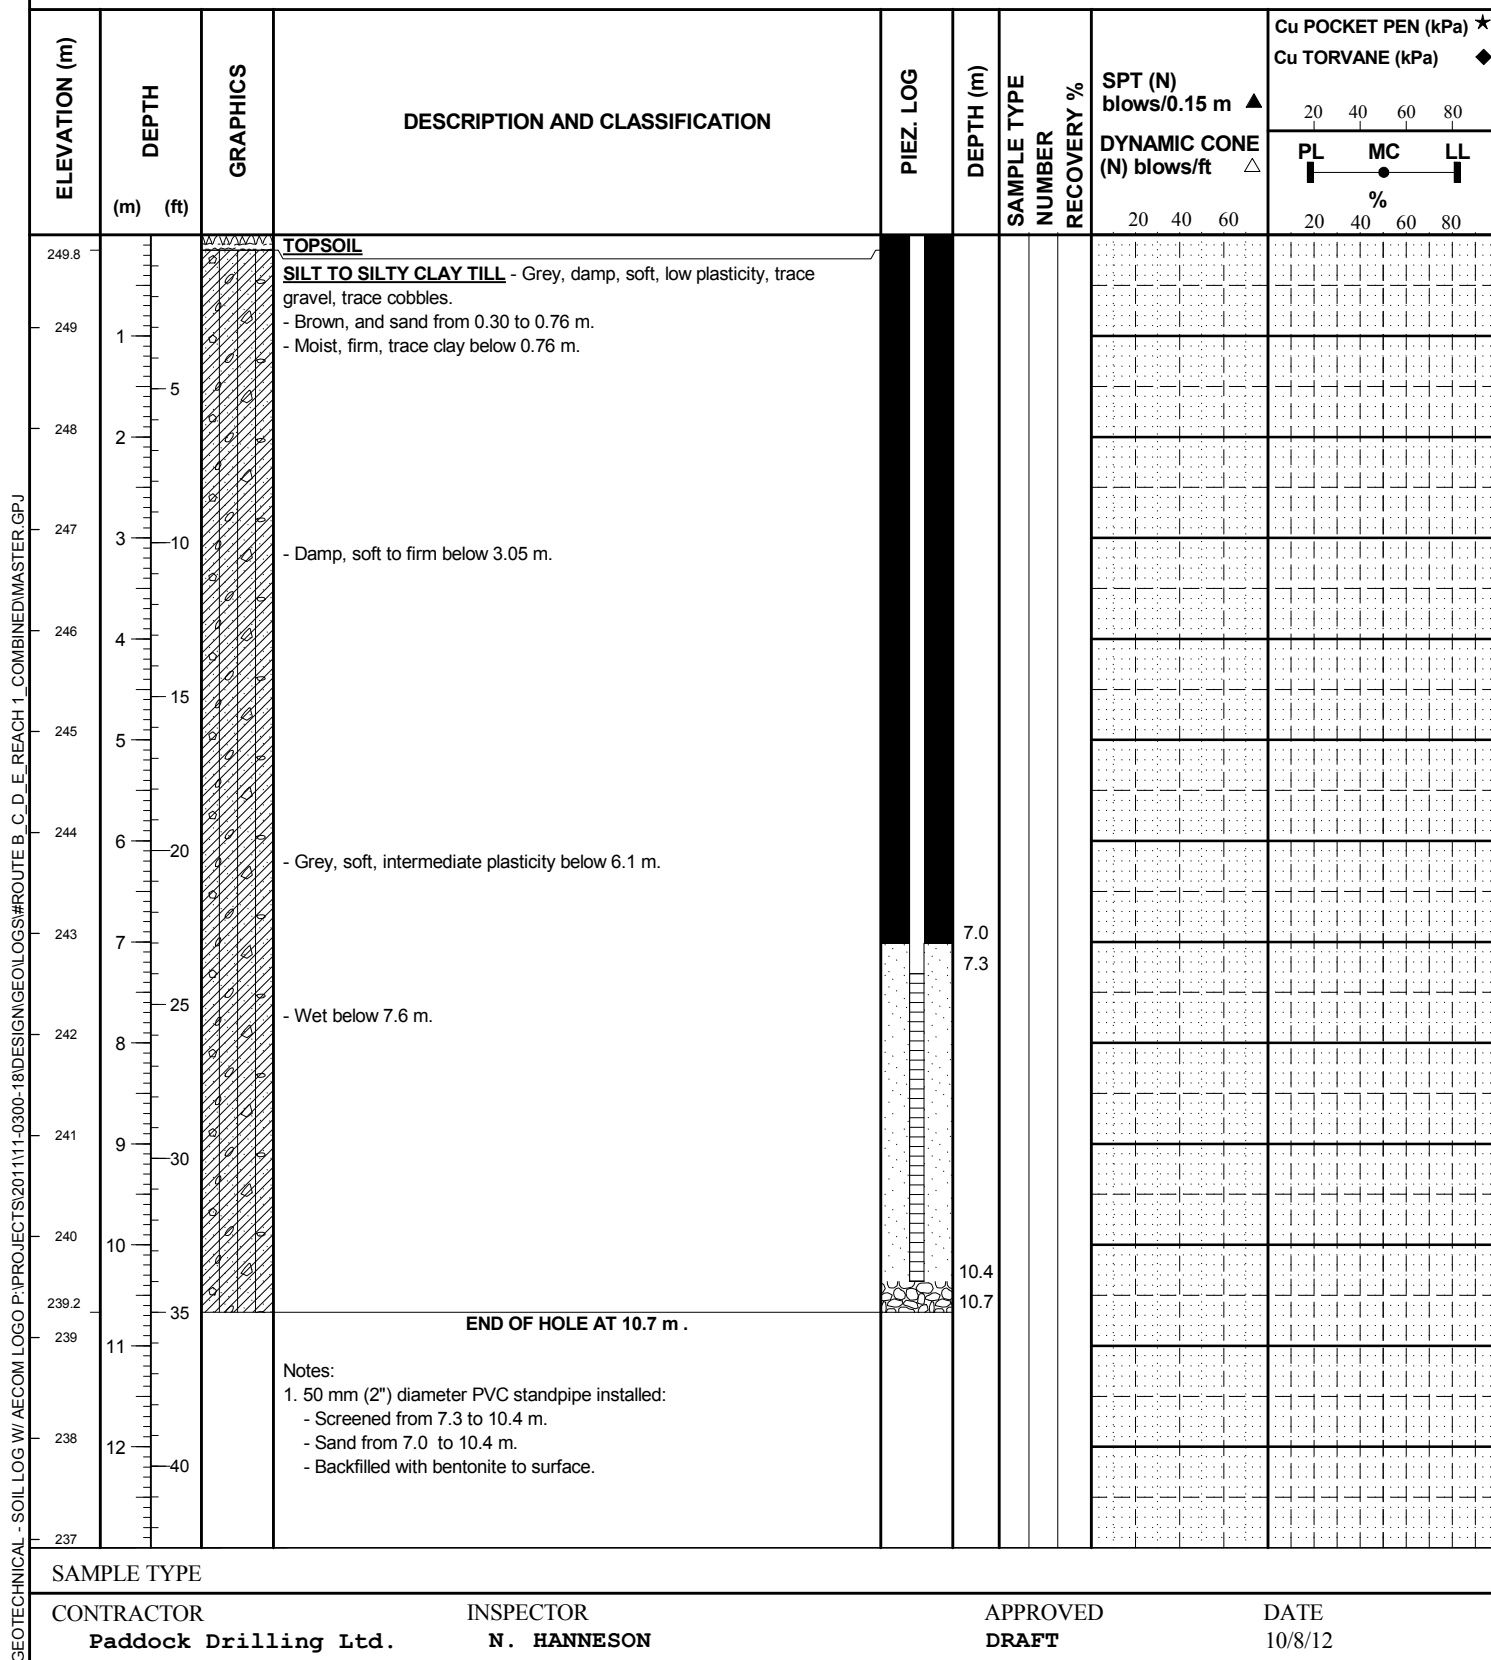 ELEVATION (m)
DEPTH
(m) (ft)
GRAPHICS
DESCRIPTION AND CLASSIFICATION
PIEZ. LOG
DEPTH (m)
SAMPLE TYPE
NUMBER
RECOVERY %
SPT (N)
blows/0.15 m ▲
DYNAMIC CONE
(N) blows/ft △
20 40 60
Cu POCKET PEN (kPa) ★
Cu TORVANE (kPa) ◆
20 40 60 80
PL MC LL
%
20 40 60 80
249.8
TOPSOIL
SILT TO SILTY CLAY TILL - Grey, damp, soft, low plasticity, trace
gravel, trace cobbles.
- Brown, and sand from 0.30 to 0.76 m.
249
1
- Moist, firm, trace clay below 0.76 m.
5
248
2
247
3
10
- Damp, soft to firm below 3.05 m.
246
4
15
245
5
244
6
20
- Grey, soft, intermediate plasticity below 6.1 m.
243
7
7.0
7.3
25
- Wet below 7.6 m.
242
8
241
9
30
240
10
10.4
239.2
10.7
35
END OF HOLE AT 10.7 m .
239
11
Notes:
1. 50 mm (2") diameter PVC standpipe installed:
- Screened from 7.3 to 10.4 m.
238
12
- Sand from 7.0 to 10.4 m.
- Backfilled with bentonite to surface.
40
237
SAMPLE TYPE
CONTRACTOR
Paddock Drilling Ltd.
INSPECTOR
N. HANNESON
APPROVED
DRAFT
DATE
10/8/12
GEOTECHNICAL - SOIL LOG W/ AECOM LOGO P:\PROJECTS\2011\11-0300-18\DESIGN\GEO\LOGS\#ROUTE B_C_D_E_REACH 1_COMBINED\MASTER.GPJ